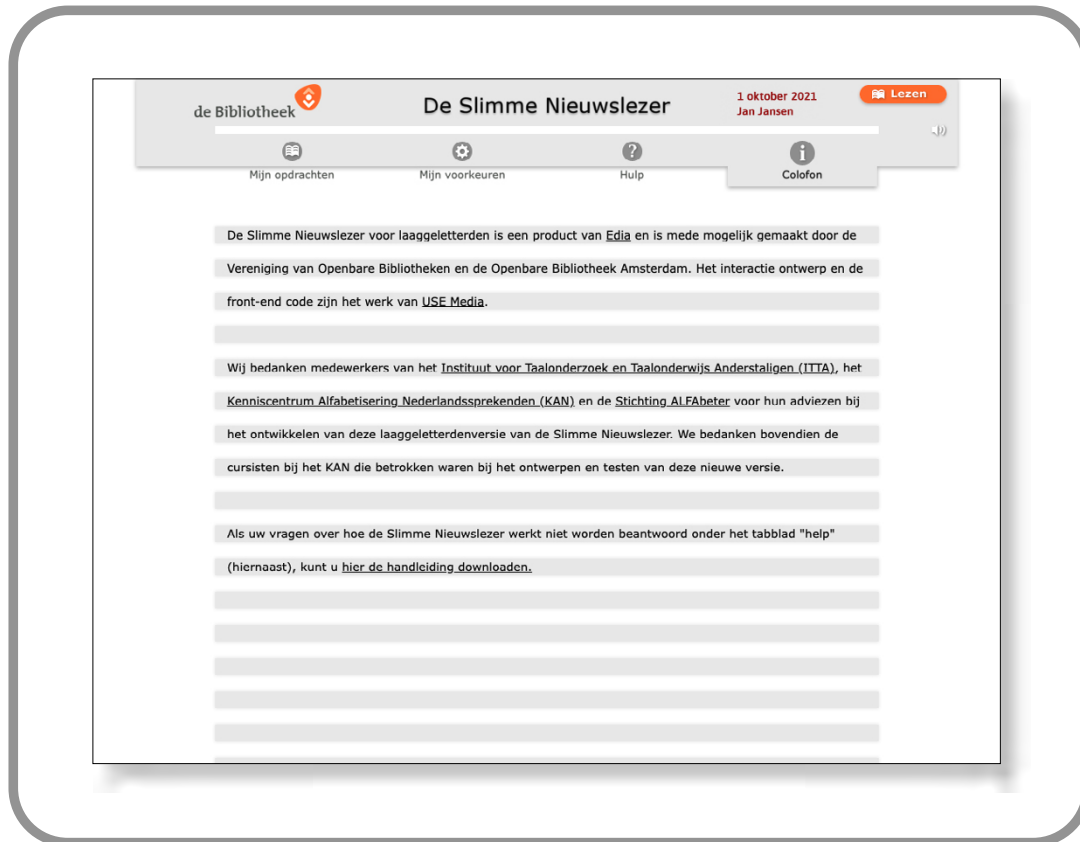 de Bibliotheek
De Slimme Nieuwslezer
1 oktober 2021
Jan Jansen
Lezen
Mijn opdrachten
Mijn voorkeuren
Hulp
Colofon
De Slimme Nieuwslezer voor laaggeletterden is een product van Edia en is mede mogelijk gemaakt door de
Vereniging van Openbare Bibliotheken en de Openbare Bibliotheek Amsterdam. Het interactie ontwerp en de
front-end code zijn het werk van USE Media.
Wij bedanken medewerkers van het Instituut voor Taalonderzoek en Taalonderwijs Anderstaligen (ITTA), het
Kenniscentrum Alfabetisering Nederlandssprekenden (KAN) en de Stichting ALFAbeter voor hun adviezen bij
het ontwikkelen van deze laaggeletterdenversie van de Slimme Nieuwslezer. We bedanken bovendien de
cursisten bij het KAN die betrokken waren bij het ontwerpen en testen van deze nieuwe versie.
Als uw vragen over hoe de Slimme Nieuwslezer werkt niet worden beantwoord onder het tabblad "help"
(hiernaast), kunt u hier de handleiding downloaden.